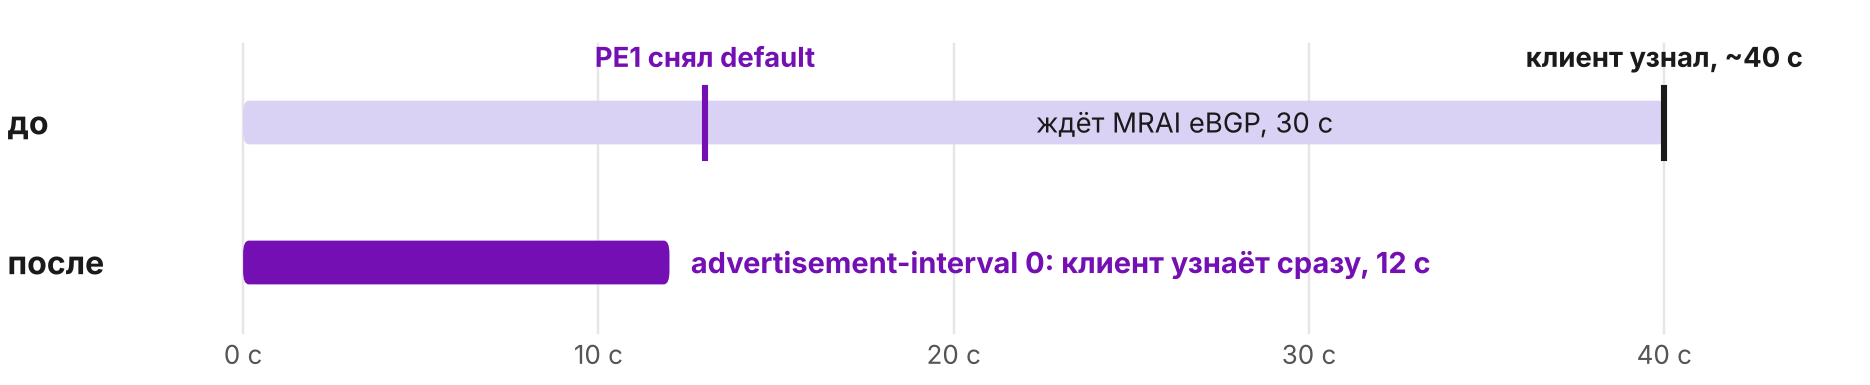 PE1 снял default
клиент узнал, ~40 с
до
ждёт MRAI eBGP, 30 с
после
advertisement-interval 0: клиент узнаёт сразу, 12 с
0 с
10 с
20 с
30 с
40 с